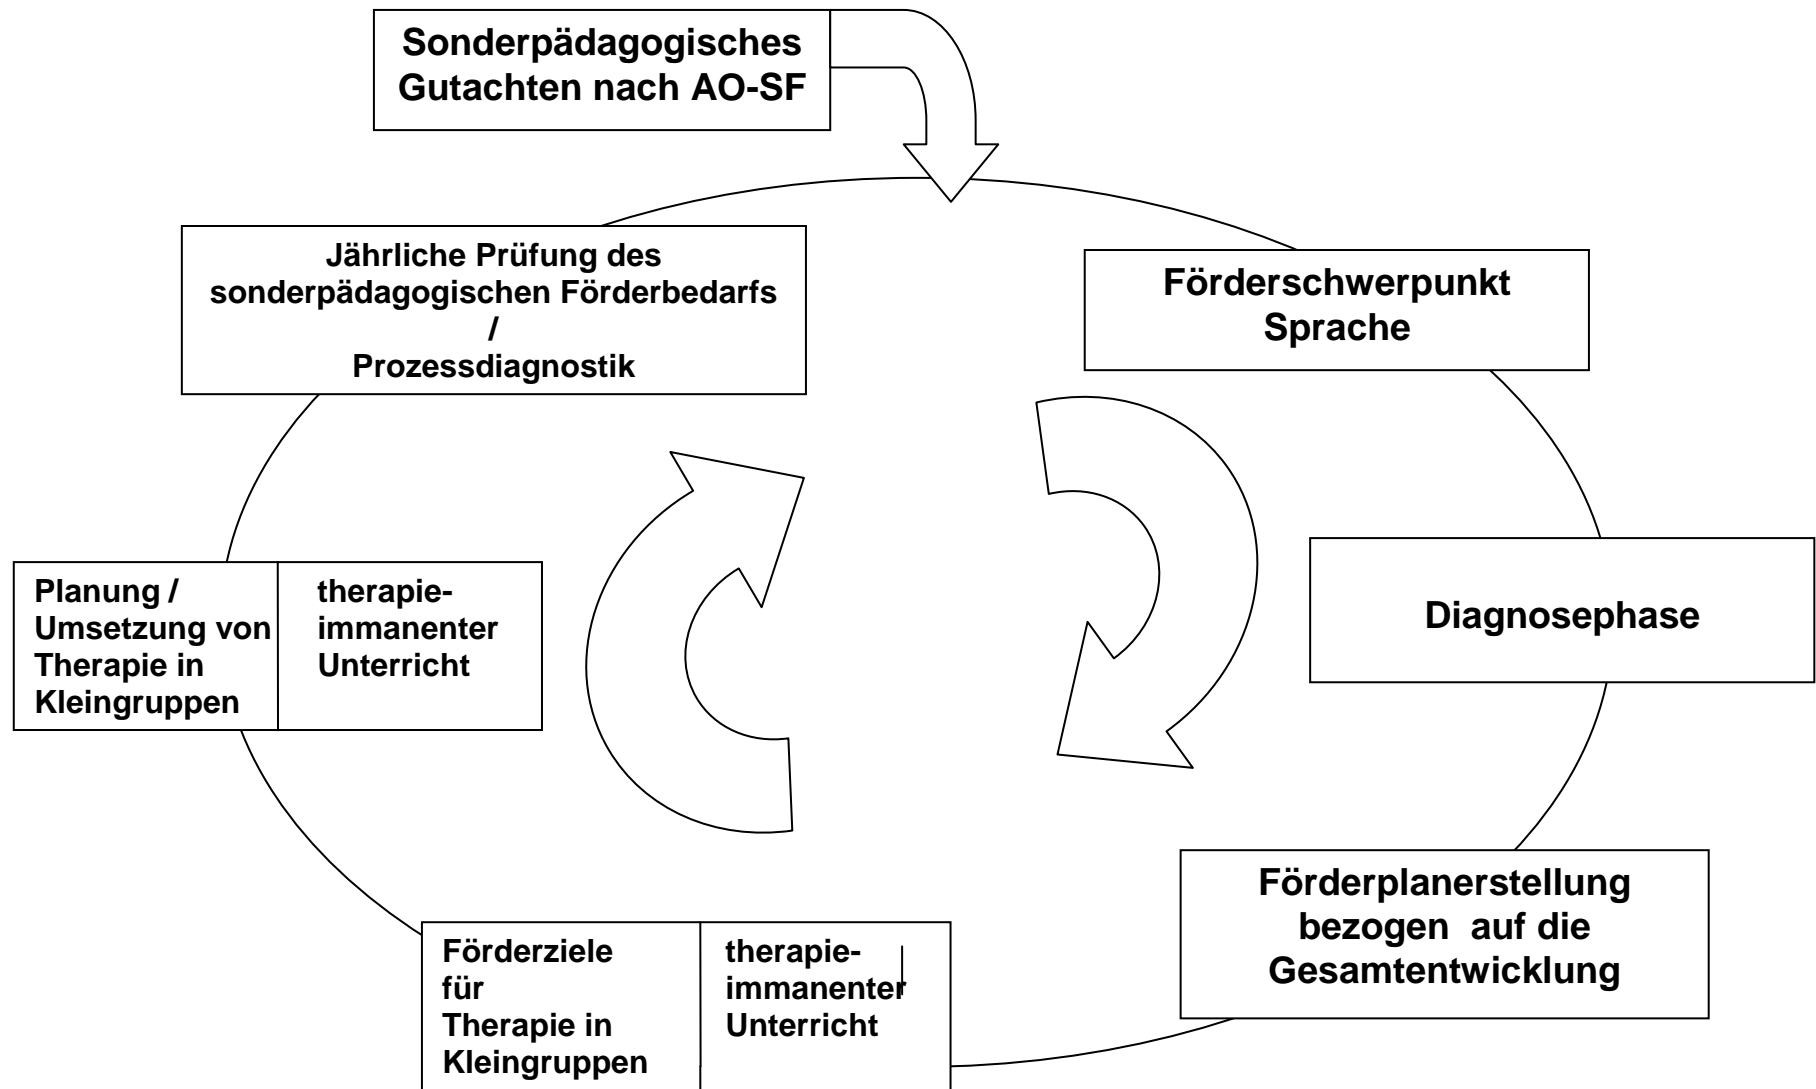 Sonderpädagogisches
Gutachten nach AO-SF
Jährliche Prüfung des
sonderpädagogischen Förderbedarfs
/
Prozessdiagnostik
Förderschwerpunkt
Sprache
Diagnosephase
Förderplanerstellung
bezogen auf die
Gesamtentwicklung
Förderziele
für
Therapie in
Kleingruppen
therapie-
immanenter
Unterricht
Planung /
Umsetzung von
Therapie in
Kleingruppen
therapie-
immanenter
Unterricht